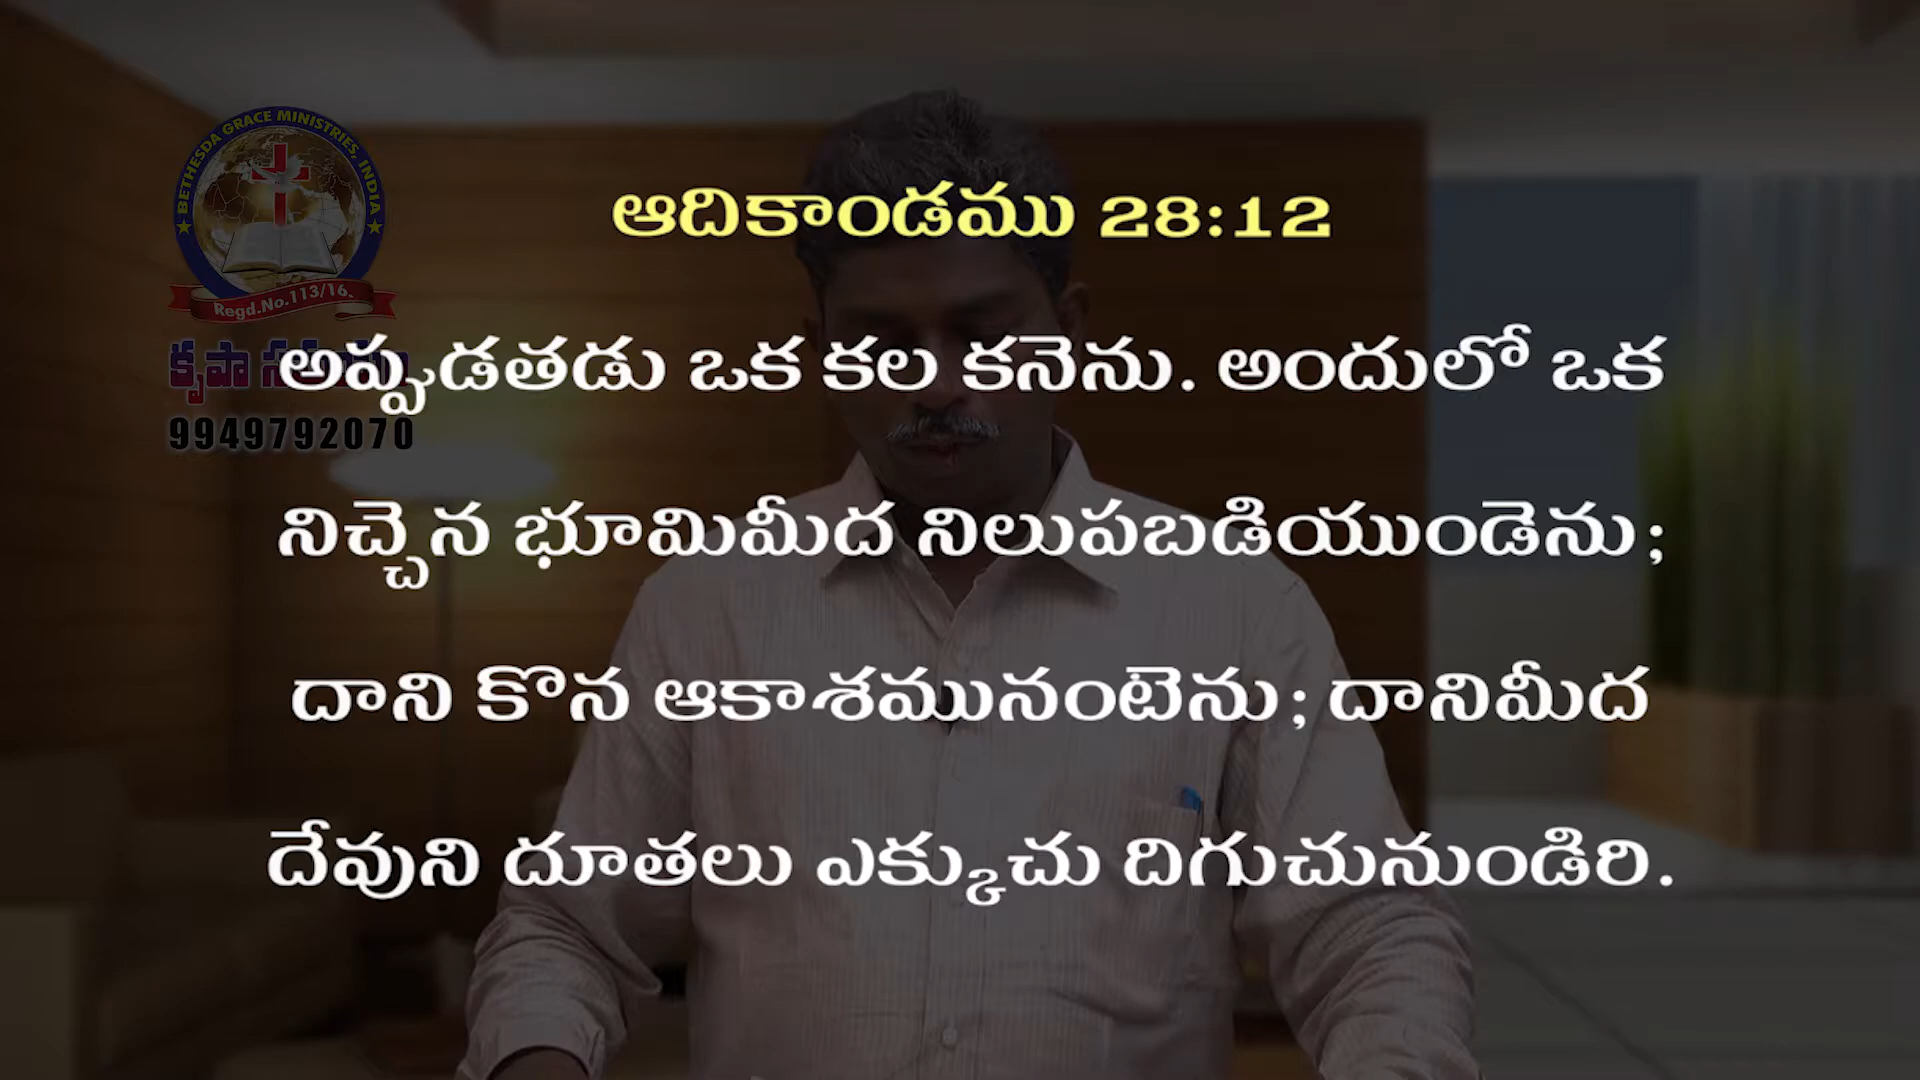 BETHESDA GRACE MINISTRIES, INDIA
Regd.No.113/16.
కృపా
9949792070
ఆదికాండము 28:12
అప్పుడతడు ఒక కల కనెను. అందులో ఒక
నిచ్చెన భూమిమీద నిలుపబడియుండెను;
దాని కొన ఆకాశమునంటెను; దానిమీద
దేవుని దూతలు ఎక్కుచు దిగుచునుండిరి.